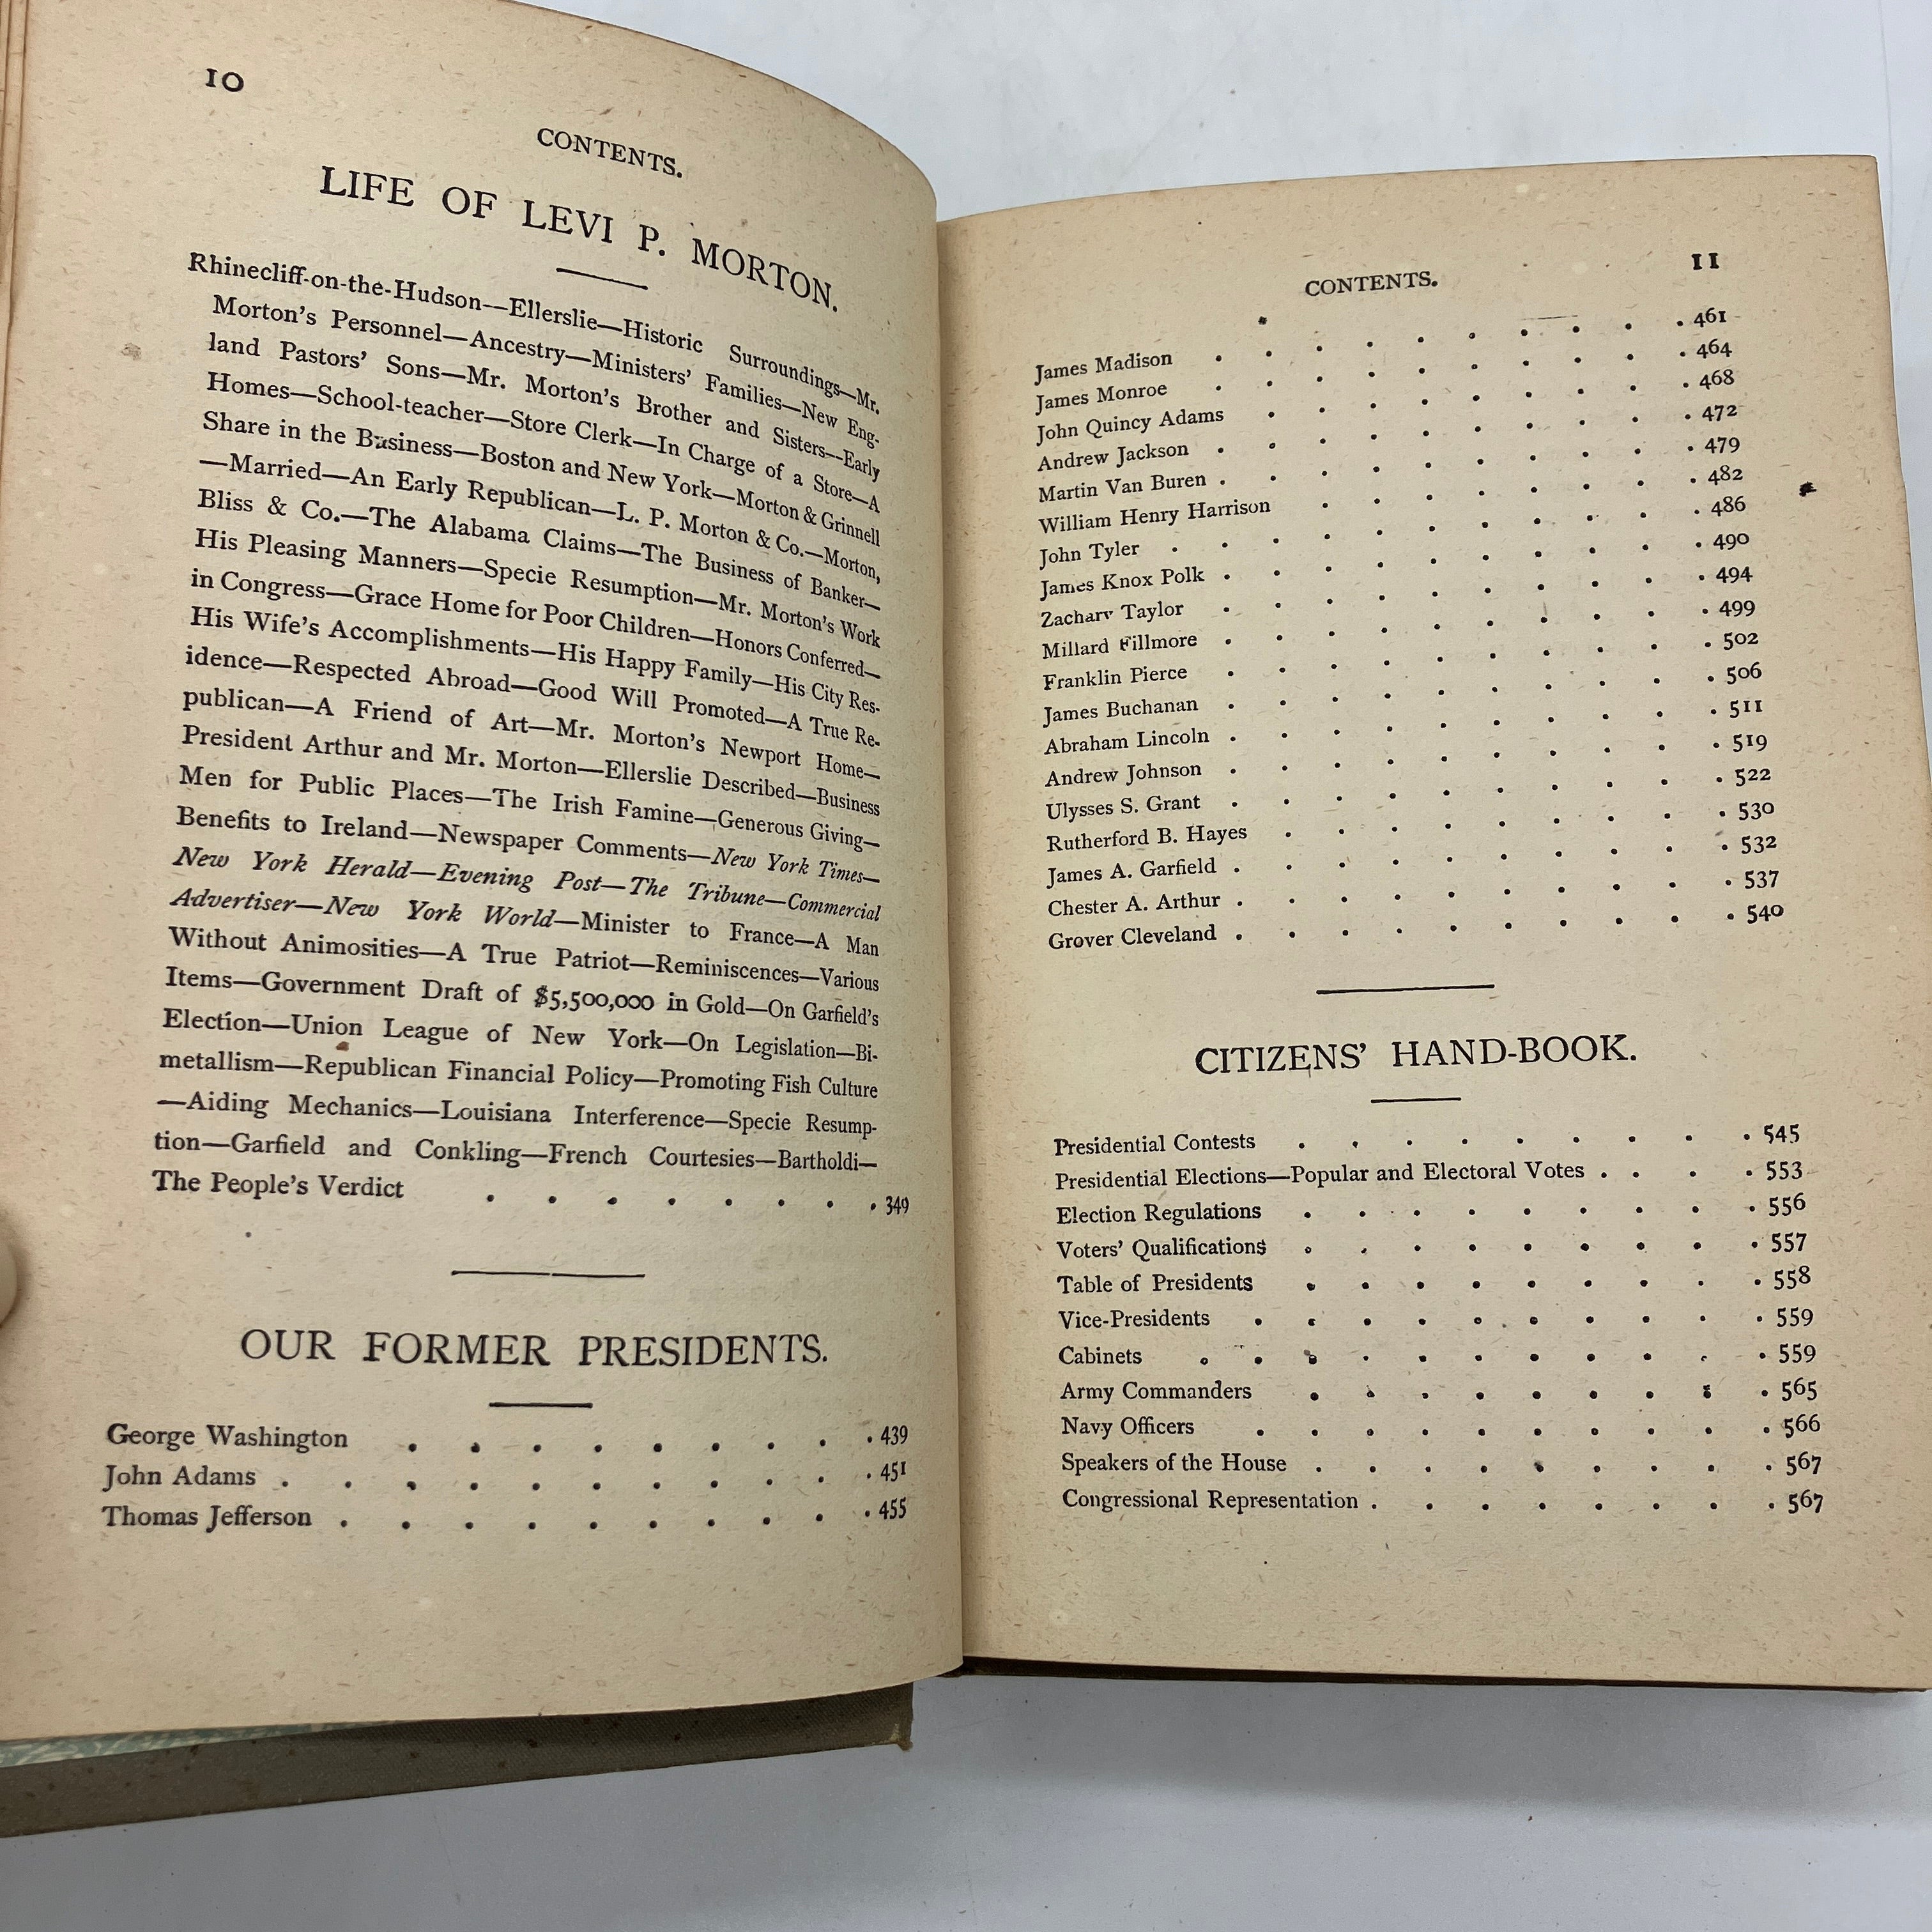 10
CONTENTS.
LIFE OF LEVI P. MORTON.
Rhinecliff-on-the-Hudson—Ellerslie—Historic Surroundings—Mr.
Morton's Personnel—Ancestry—Ministers' Families—New Eng-
land Pastors' Sons—Mr. Morton's Brother and Sisters—Early
Homes—School-teacher—Store Clerk—In Charge of a Store—A
Share in the Business—Boston and New York—Morton & Grinnell
—Married—An Early Republican—L. P. Morton & Co.—Morton,
Bliss & Co.—The Alabama Claims—The Business of Banker—
His Pleasing Manners—Specie Resumption—Mr. Morton's Work
in Congress—Grace Home for Poor Children—Honors Conferred—
His Wife's Accomplishments—His Happy Family—His City Res-
idence—Respected Abroad—Good Will Promoted—A True Re-
publican—A Friend of Art—Mr. Morton's Newport Home—
President Arthur and Mr. Morton—Ellerslie Described—Business
Men for Public Places—The Irish Famine—Generous Giving—
Benefits to Ireland—Newspaper Comments—New York Times—
New York Herald—Evening Post—The Tribune—Commercial
Advertiser—New York World—Minister to France—A Man
Without Animosities—A True Patriot—Reminiscences—Various
Items—Government Draft of $5,500,000 in Gold—On Garfield's
Election—Union League of New York—On Legislation—Bi-
metallism—Republican Financial Policy—Promoting Fish Culture
—Aiding Mechanics—Louisiana Interference—Specie Resump-
tion—Garfield and Conkling—French Courtesies—Bartholdi—
The People's Verdict . . . . . . . . 349
OUR FORMER PRESIDENTS.
George Washington . . . . . . . . . 439
John Adams . . . . . . . . . . . 451
Thomas Jefferson . . . . . . . . . . 455
CONTENTS. 11
James Madison . . . . . . . . . . 461
James Monroe . . . . . . . . . . 464
John Quincy Adams . . . . . . . . . 468
Andrew Jackson . . . . . . . . . . 472
Martin Van Buren . . . . . . . . . . 479
William Henry Harrison . . . . . . . . 482
John Tyler . . . . . . . . . . . 486
James Knox Polk . . . . . . . . . . 490
Zachary Taylor . . . . . . . . . . 494
Millard Fillmore . . . . . . . . . . 499
Franklin Pierce . . . . . . . . . . 502
James Buchanan . . . . . . . . . . 506
Abraham Lincoln . . . . . . . . . . 511
Andrew Johnson . . . . . . . . . . 519
Ulysses S. Grant . . . . . . . . . . 522
Rutherford B. Hayes . . . . . . . . . 530
James A. Garfield . . . . . . . . . . 532
Chester A. Arthur . . . . . . . . . . 537
Grover Cleveland . . . . . . . . . . 540
CITIZENS' HAND-BOOK.
Presidential Contests . . . . . . . . . 545
Presidential Elections—Popular and Electoral Votes . . . . 553
Election Regulations . . . . . . . . . 556
Voters' Qualifications . . . . . . . . . 557
Table of Presidents . . . . . . . . . 558
Vice-Presidents . . . . . . . . . . 559
Cabinets . . . . . . . . . . . 559
Army Commanders . . . . . . . . . 565
Navy Officers . . . . . . . . . . 566
Speakers of the House . . . . . . . . . 567
Congressional Representation . . . . . . . . 567